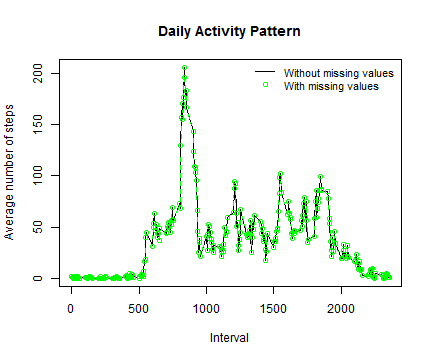 Daily Activity Pattern
Without missing values
With missing values
Average number of steps
200
150
100
50
0
0
500
1000
1500
2000
Interval